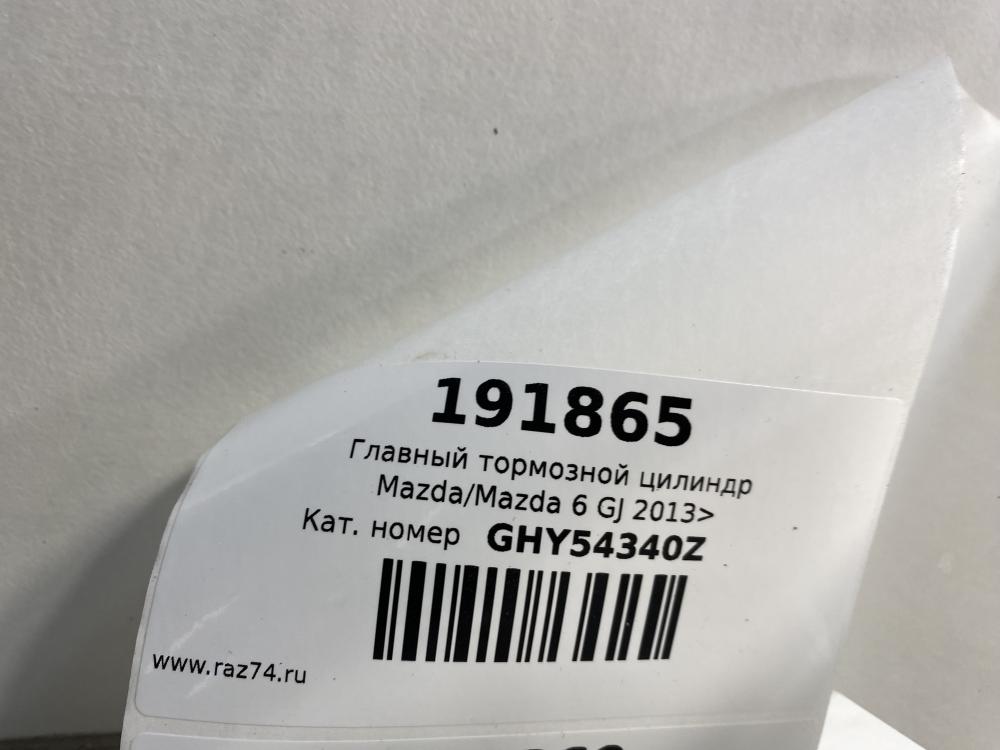 191865
Главный тормозной цилиндр
Mazda/Mazda 6 GJ 2013>
Кат. номер GHY54340Z
www.raz74.ru